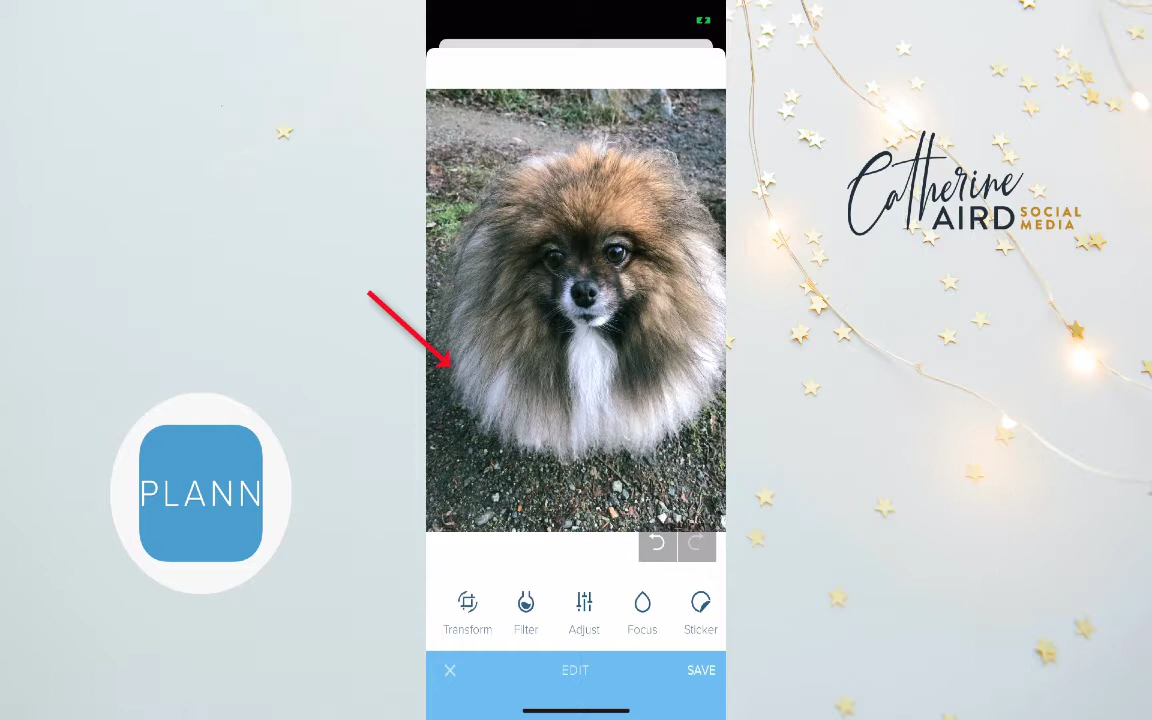 Catherine
AIRD SOCIAL
MEDIA
PLANN
Transform Filter Adjust Focus Sticker
EDIT SAVE